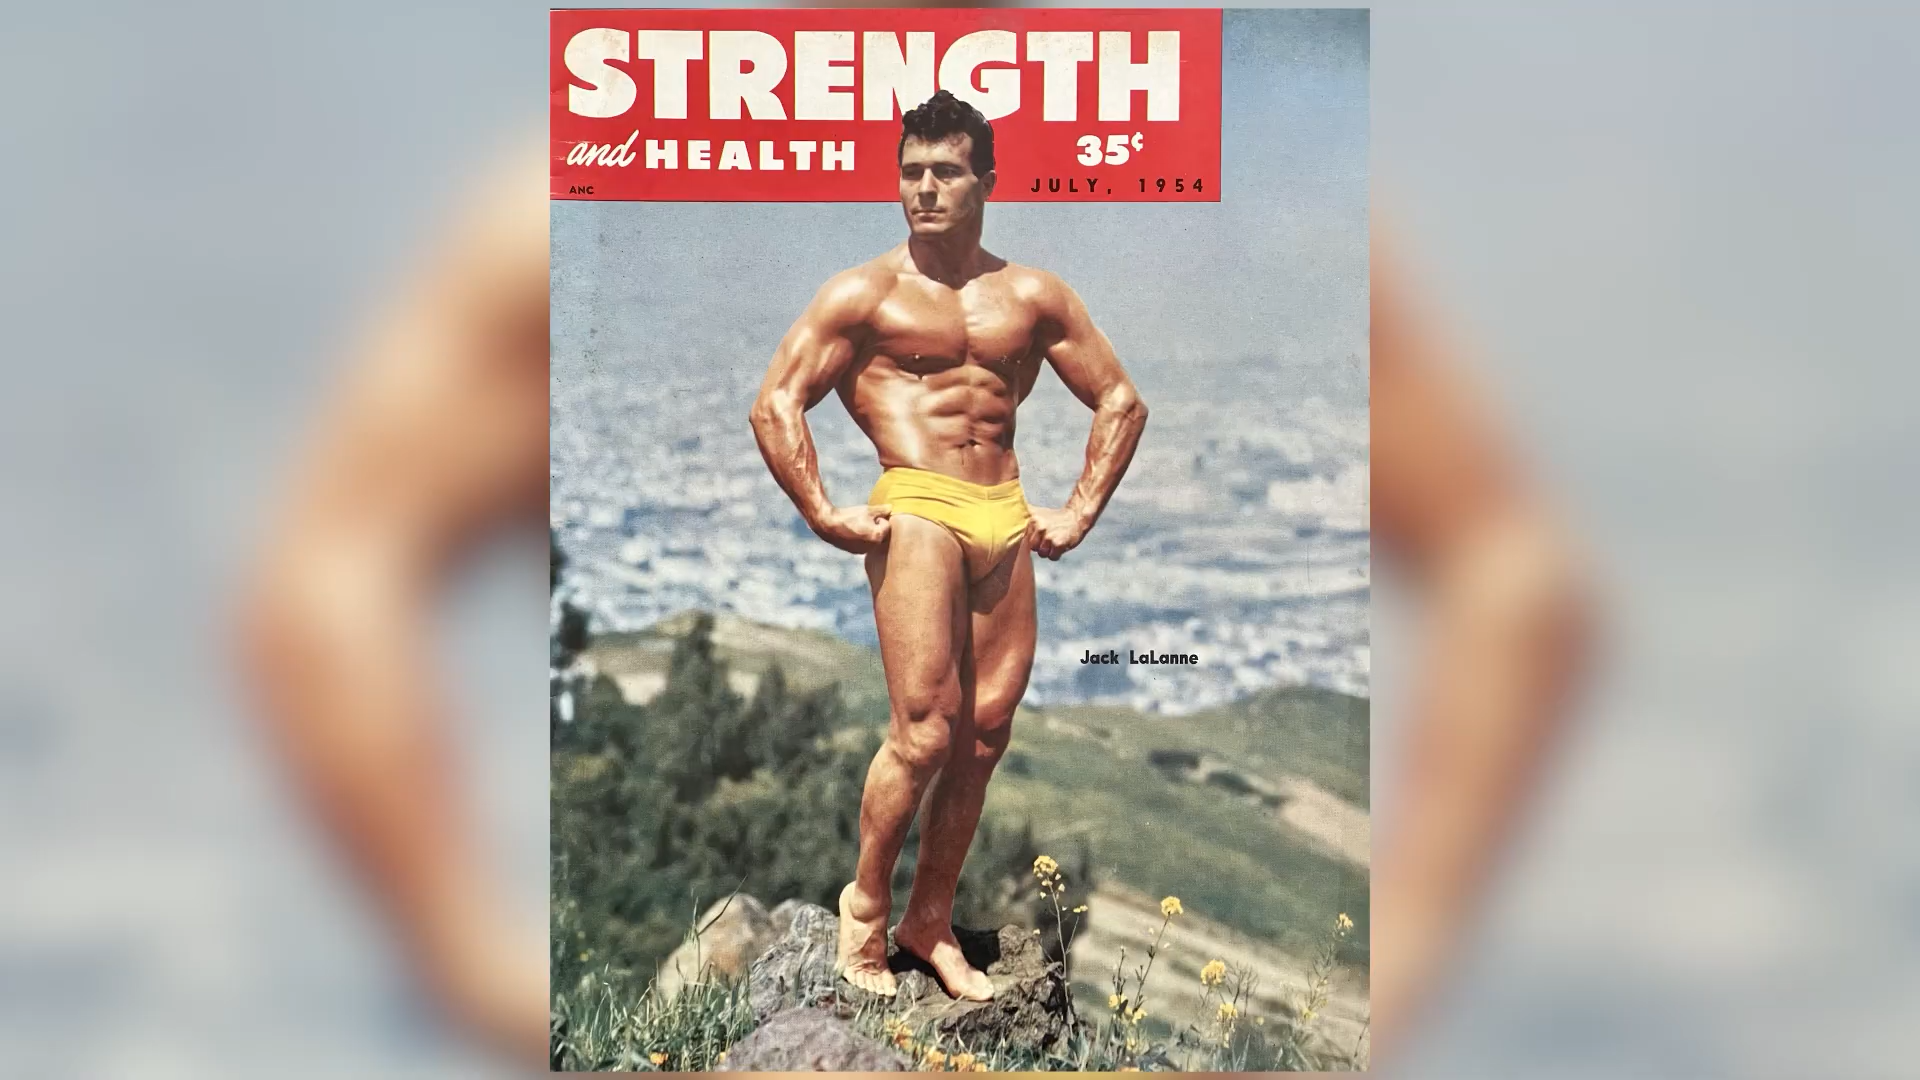 STRENGTH
and HEALTH
35¢
ANC
JULY, 1954
Jack LaLanne